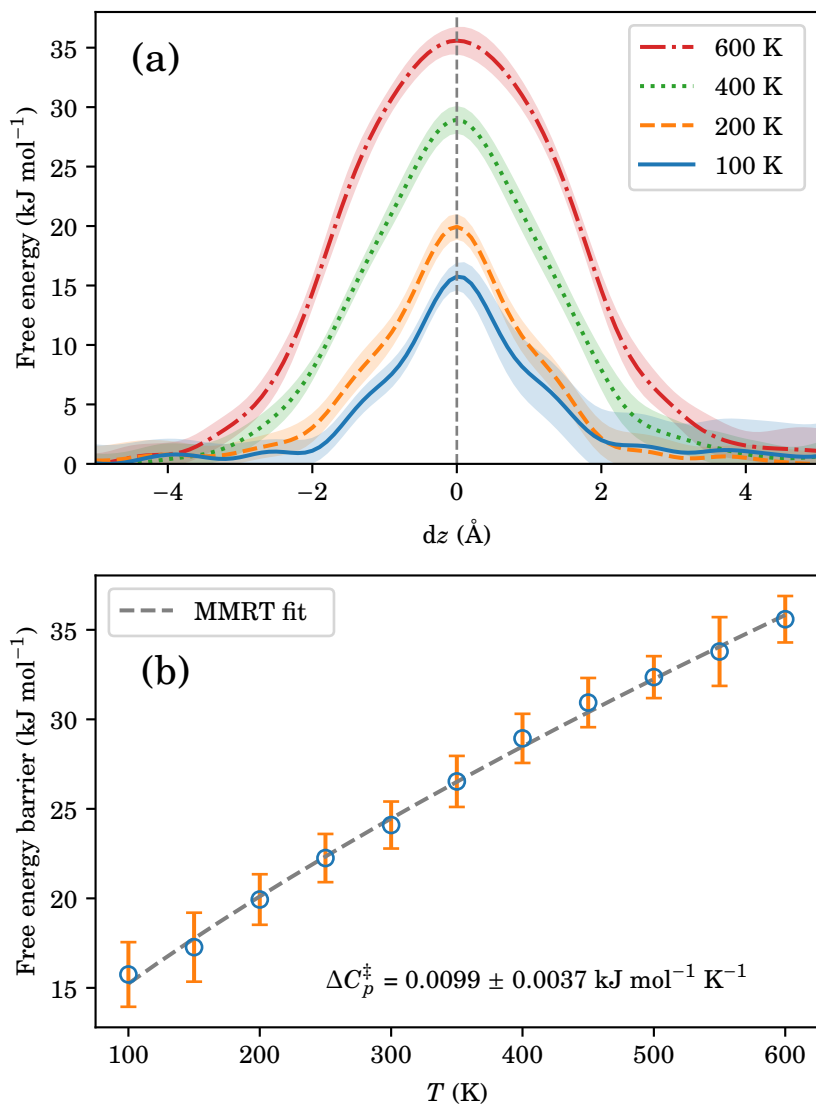 (a)
600 K
400 K
200 K
100 K
Free energy (kJ mol⁻¹)
35
30
25
20
15
10
5
0
−4
−2
0
2
4
dz (Å)
MMRT fit
(b)
Free energy barrier (kJ mol⁻¹)
35
30
25
20
15
ΔC‡p = 0.0099 ± 0.0037 kJ mol⁻¹ K⁻¹
100
200
300
400
500
600
T (K)